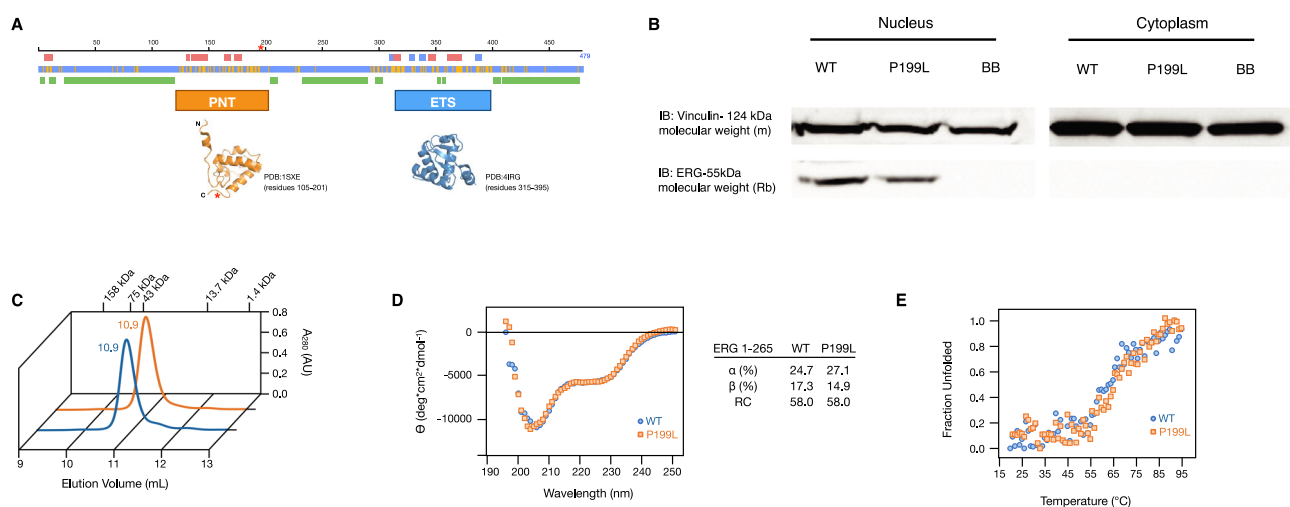 A
50 100 150 200 250 300 350 400 450
*
479
PNT
ETS
N
C
*
PDB:1SXE
(residues 105-201)
PDB:4IRG
(residues 315-395)
B
Nucleus
Cytoplasm
WT P199L BB
WT P199L BB
IB: Vinculin- 124 kDa
molecular weight (m)
IB: ERG-55kDa
molecular weight (Rb)
C
158 kDa
75 kDa
43 kDa
13.7 kDa
1.4 kDa
0.8
0.6
0.4
0.2
0,0
A280 (AU)
10.9
10.9
9 10 11 12 13
Elution Volume (mL)
D
0
-5000
-10000
Θ (deg*cm²*dmol⁻¹)
WT
P199L
190 200 210 220 230 240 250
Wavelength (nm)
ERG 1-265 WT P199L
α (%) 24.7 27.1
β (%) 17.3 14.9
RC 58.0 58.0
E
1.0
0.8
0.6
0.4
0.2
0.0
Fraction Unfolded
WT
P199L
15 25 35 45 55 65 75 85 95
Temperature (°C)